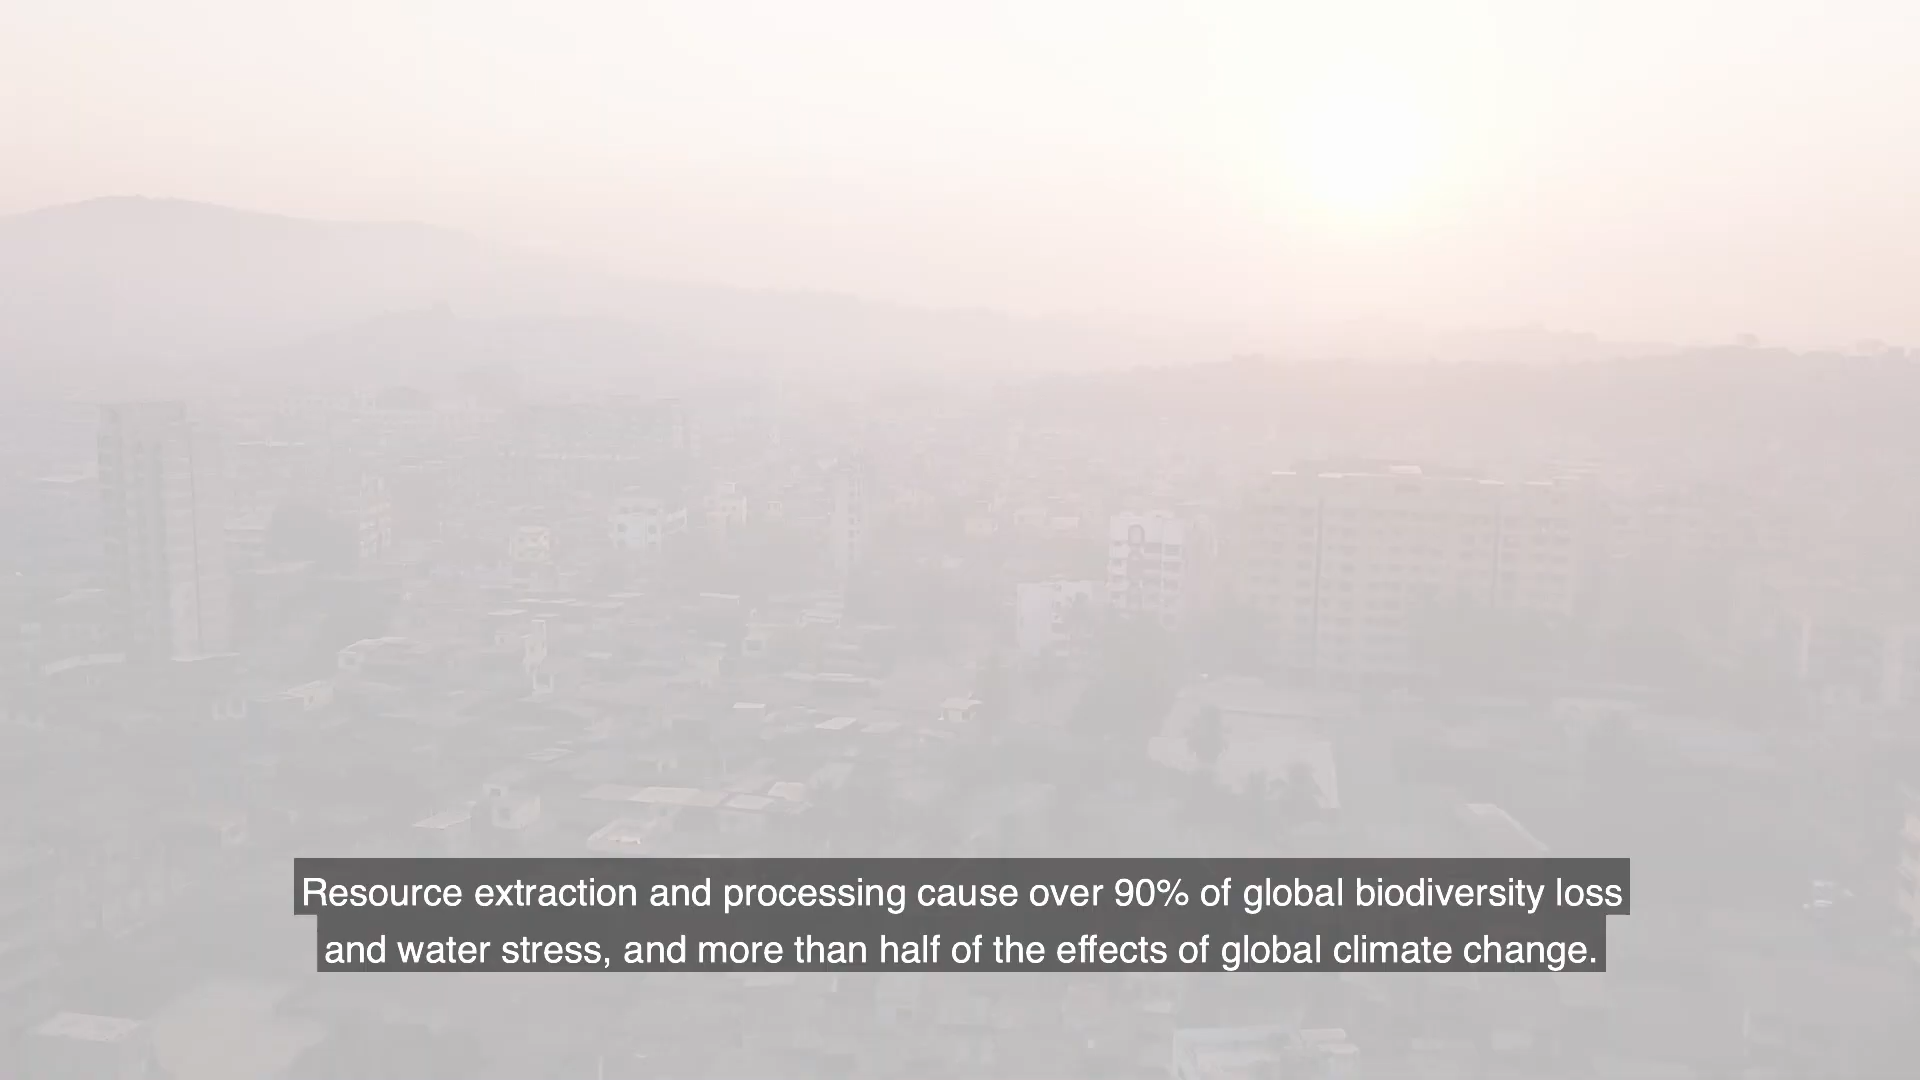 Resource extraction and processing cause over 90% of global biodiversity loss
and water stress, and more than half of the effects of global climate change.